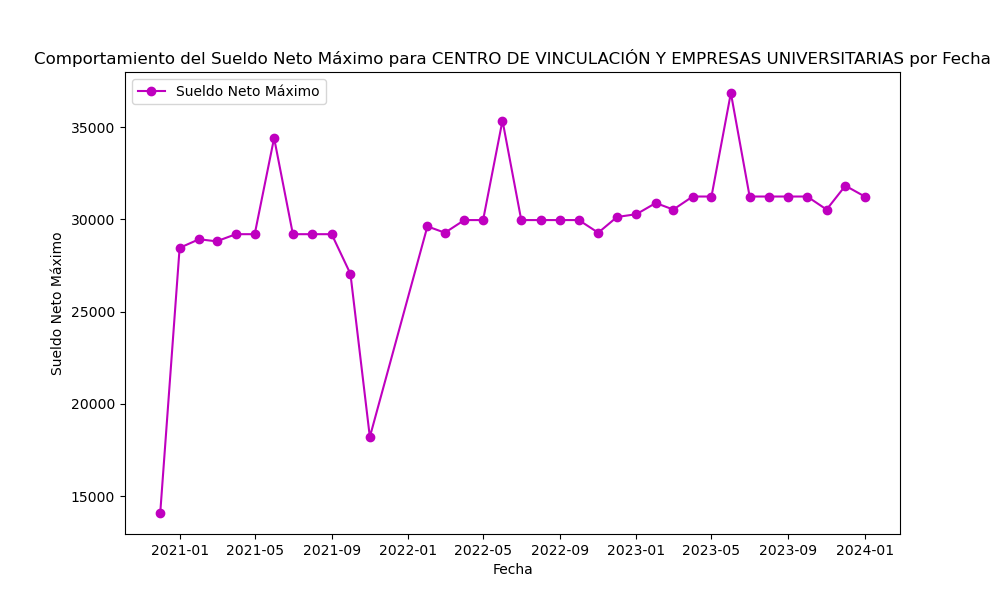 Comportamiento del Sueldo Neto Máximo para CENTRO DE VINCULACIÓN Y EMPRESAS UNIVERSITARIAS por Fecha
Sueldo Neto Máximo
35000
30000
25000
20000
15000
Sueldo Neto Máximo
2021-01 2021-05 2021-09 2022-01 2022-05 2022-09 2023-01 2023-05 2023-09 2024-01
Fecha